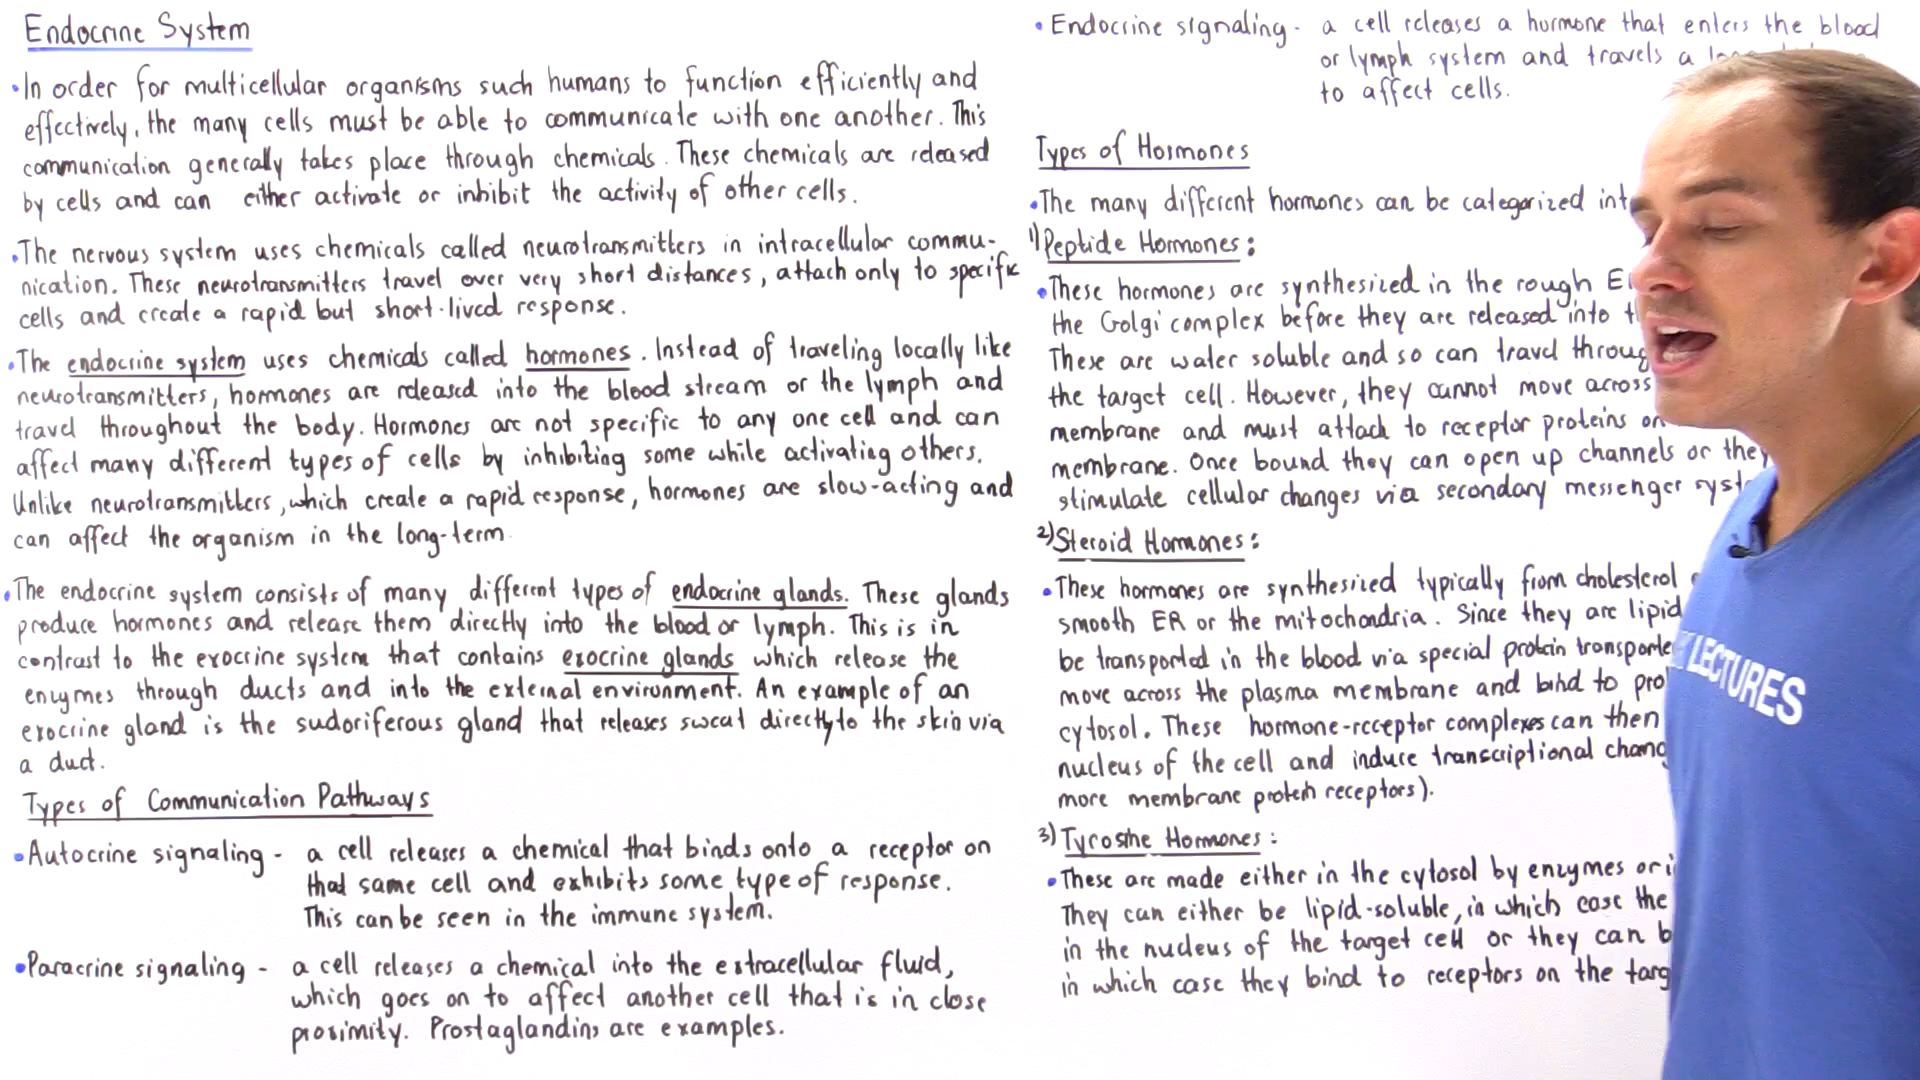 Endocrine System
•In order for multicellular organisms such humans to function efficiently and
effectively, the many cells must be able to communicate with one another. This
communication generally takes place through chemicals. These chemicals are released
by cells and can either activate or inhibit the activity of other cells.
•The nervous system uses chemicals called neurotransmitters in intracellular commu-
nication. These neurotransmitters travel over very short distances, attach only to specific
cells and create a rapid but short-lived response.
•The endocrine system uses chemicals called hormones. Instead of traveling locally like
neurotransmitters, hormones are released into the blood stream or the lymph and
travel throughout the body. Hormones are not specific to any one cell and can
affect many different types of cells by inhibiting some while activating others.
Unlike neurotransmitters, which create a rapid response, hormones are slow-acting and
can affect the organism in the long-term.
•The endocrine system consists of many different types of endocrine glands. These glands
produce hormones and release them directly into the blood or lymph. This is in
contrast to the exocrine system that contains exocrine glands which release the
enzymes through ducts and into the external environment. An example of an
exocrine gland is the sudoriferous gland that releases sweat directly to the skin via
a duct.
Types of Communication Pathways
•Autocrine signaling - a cell releases a chemical that binds onto a receptor on
that same cell and exhibits some type of response.
This can be seen in the immune system.
•Paracrine signaling - a cell releases a chemical into the extracellular fluid,
which goes on to affect another cell that is in close
proximity. Prostaglandins are examples.
•Endocrine signaling - a cell releases a hormone that enters the blood
or lymph system and travels a
to affect cells.
Types of Hormones
•The many different hormones can be categorized
1) Peptide Hormones:
•These hormones are synthesized in the rough
the Golgi complex before they are released into
These are water soluble and so can travel
the target cell. However, they cannot move across
membrane and must attach to receptor proteins on
membrane. Once bound they can open up channels or they
stimulate cellular changes via secondary messenger
2) Steroid Hormones:
•These hormones are synthesized typically from cholesterol
smooth ER or the mitochondria. Since they are lipid
be transported in the blood via special protein
move across the plasma membrane and bind to
cytosol. These hormone-receptor complexes can then
nucleus of the cell and induce transcriptional
more membrane protein receptors).
3) Tyrosine Hormones:
•These are made either in the cytosol by enzymes or
They can either be lipid-soluble, in which case the
in the nucleus of the target cell or they can
in which case they bind to receptors on the
LECTURES